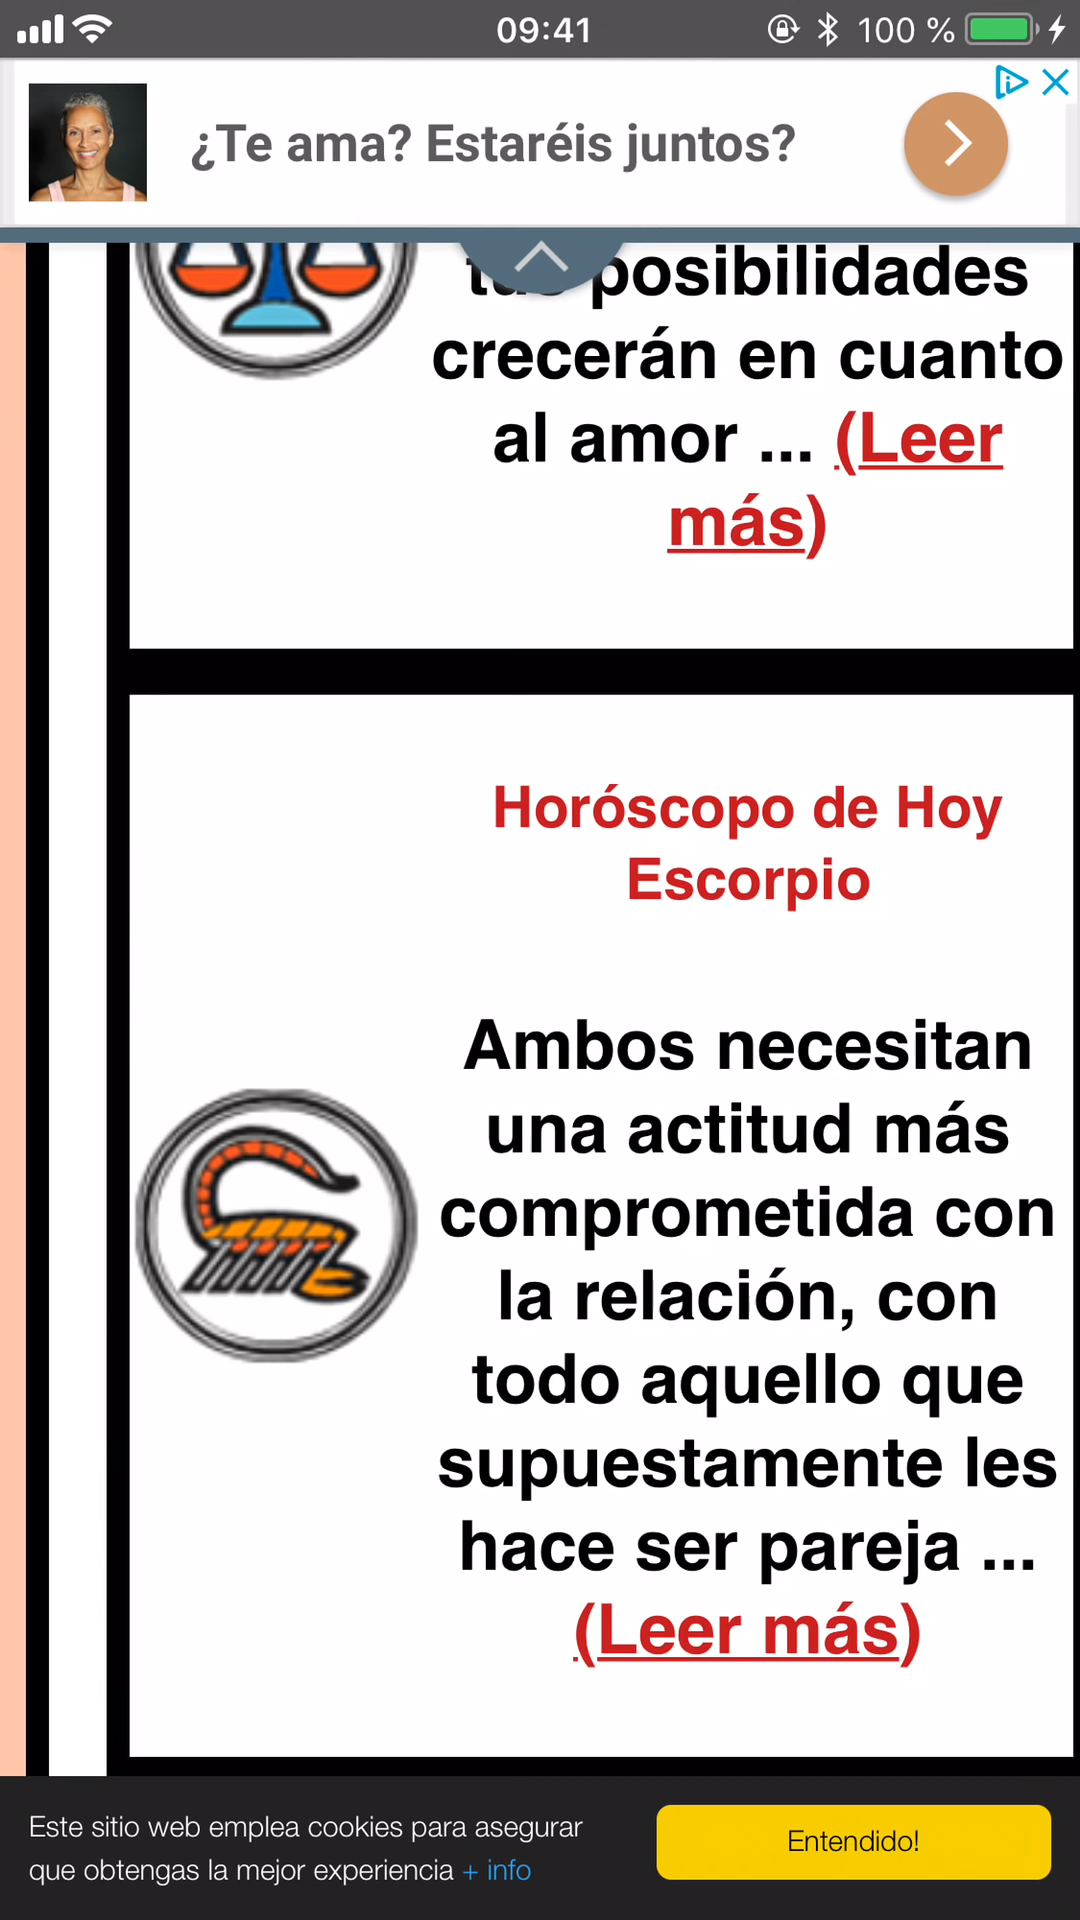 09:41
100 %
¿Te ama? Estaréis juntos?
posibilidades
crecerán en cuanto
al amor ... (Leer
más)
Horóscopo de Hoy
Escorpio
Ambos necesitan
una actitud más
comprometida con
la relación, con
todo aquello que
supuestamente les
hace ser pareja ...
(Leer más)
Este sitio web emplea cookies para asegurar
que obtengas la mejor experiencia + info
Entendido!